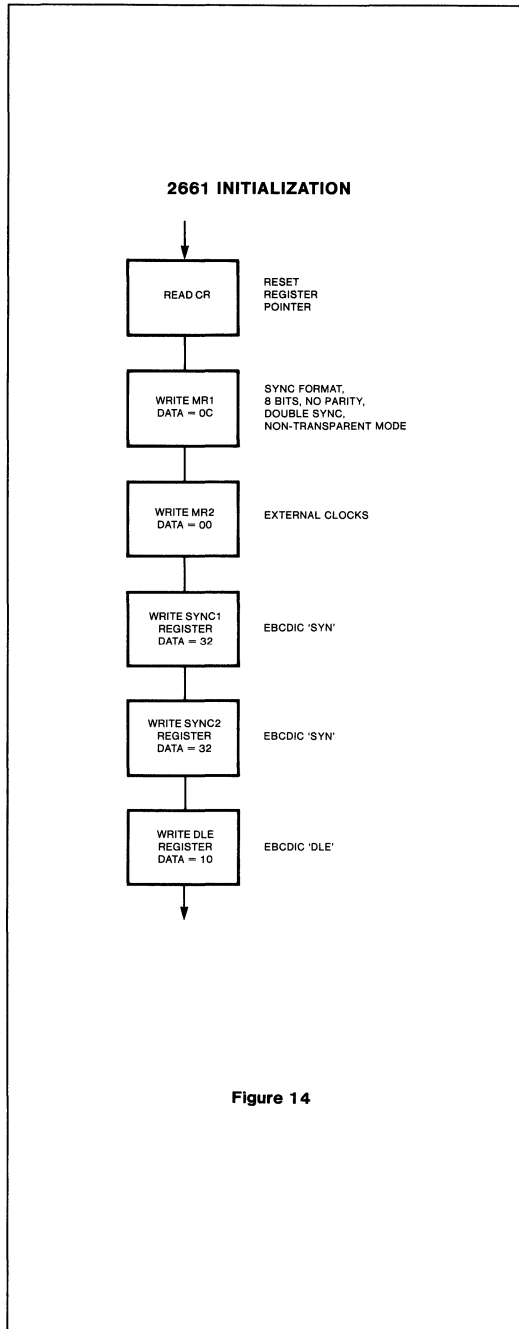 2661 INITIALIZATION
READ CR
RESET
REGISTER
POINTER
WRITE MR1
DATA = 0C
SYNC FORMAT,
8 BITS, NO PARITY,
DOUBLE SYNC,
NON-TRANSPARENT MODE
WRITE MR2
DATA = 00
EXTERNAL CLOCKS
WRITE SYNC1
REGISTER
DATA = 32
EBCDIC 'SYN'
WRITE SYNC2
REGISTER
DATA = 32
EBCDIC 'SYN'
WRITE DLE
REGISTER
DATA = 10
EBCDIC 'DLE'
Figure 14